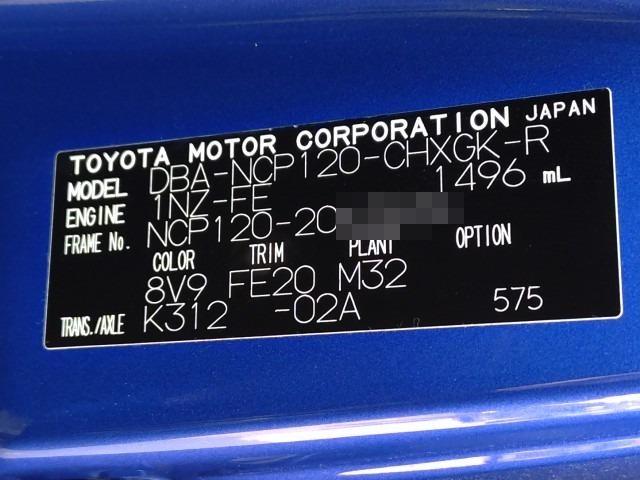 TOYOTA MOTOR CORPORATION JAPAN
MODEL DBA-NCP120-CHXGK-R
ENGINE 1NZ-FE 1496 mL
FRAME No. NCP120-20
COLOR TRIM PLANT OPTION
8V9 FE20 M32
TRANS./AXLE K312 -02A 575